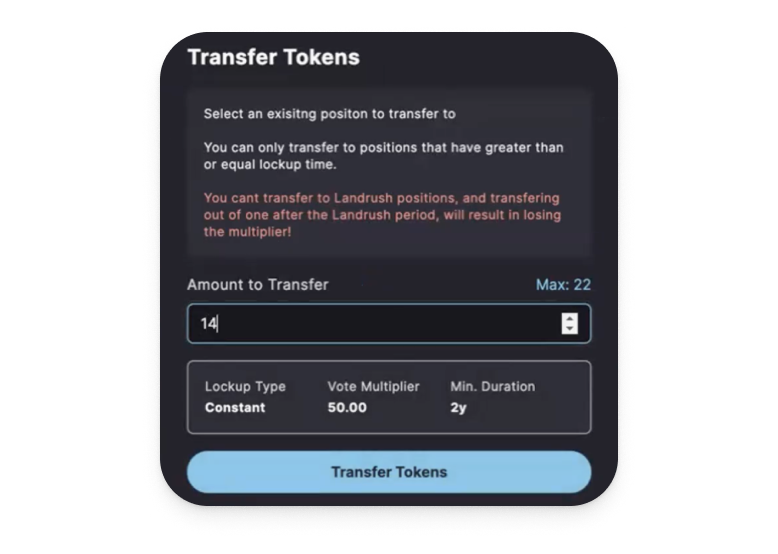 Transfer Tokens
Select an exisitng positon to transfer to
You can only transfer to positions that have greater than
or equal lockup time.
You cant transfer to Landrush positions, and transfering
out of one after the Landrush period, will result in losing
the multiplier!
Amount to Transfer Max: 22
14
Lockup Type Vote Multiplier Min. Duration
Constant 50.00 2y
Transfer Tokens